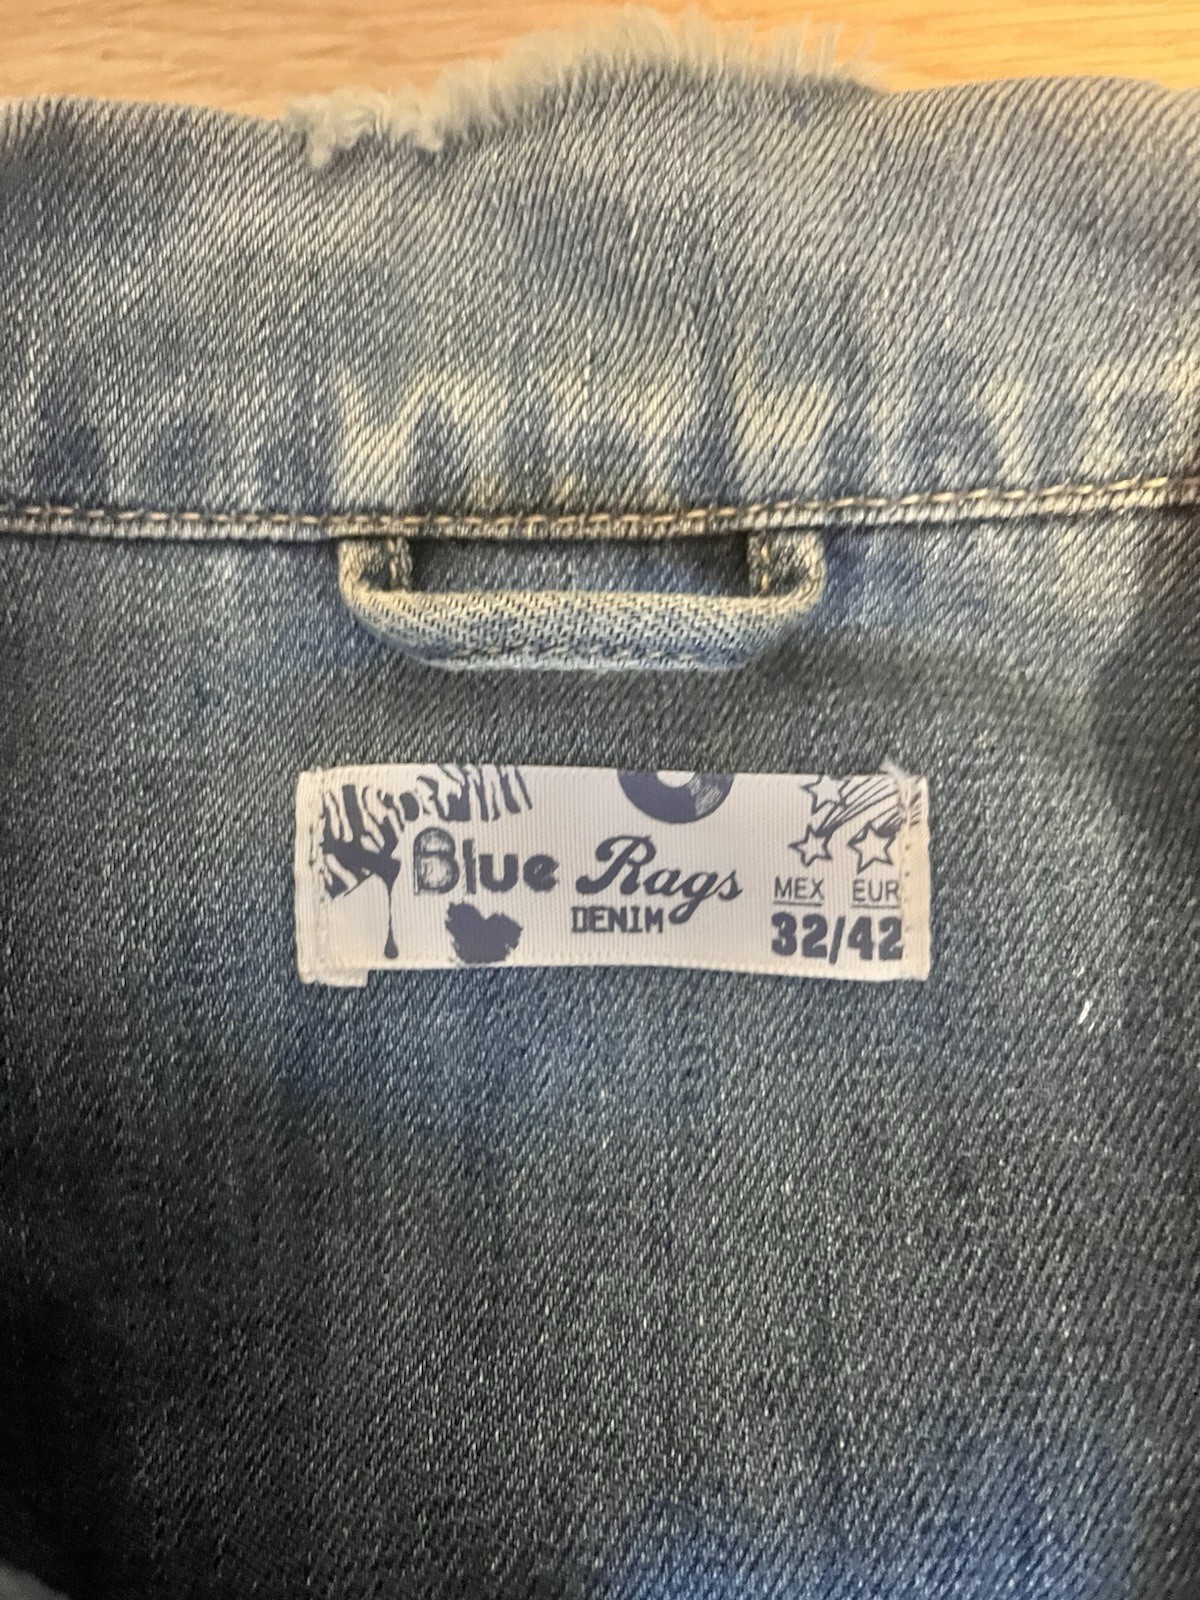 Blue Rags
DENIM
MEX EUR
32/42